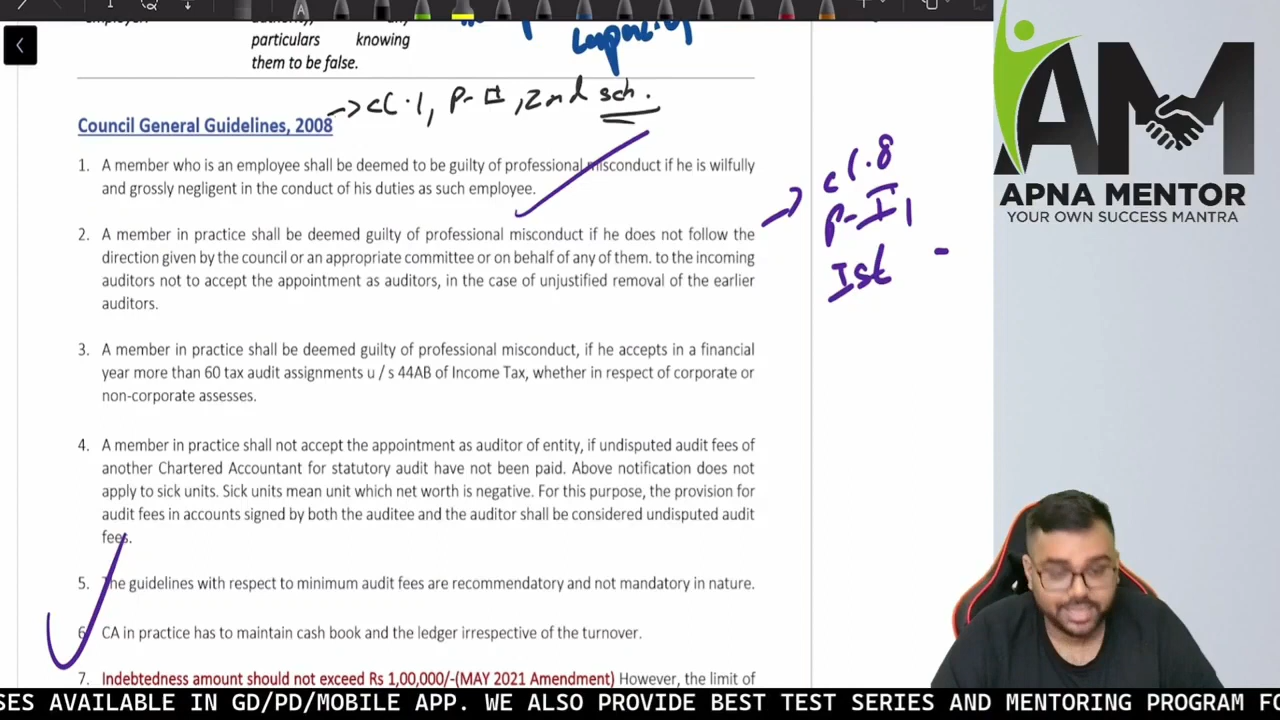 particulars knowing
them to be false.
→ cl.1, P-II, 2nd sch.
Council General Guidelines, 2008
1. A member who is an employee shall be deemed to be guilty of professional misconduct if he is wilfully
and grossly negligent in the conduct of his duties as such employee.
2. A member in practice shall be deemed guilty of professional misconduct if he does not follow the
direction given by the council or an appropriate committee or on behalf of any of them. to the incoming
auditors not to accept the appointment as auditors, in the case of unjustified removal of the earlier
auditors.
→ cl.8
P-I,
Ist
3. A member in practice shall be deemed guilty of professional misconduct, if he accepts in a financial
year more than 60 tax audit assignments u / s 44AB of Income Tax, whether in respect of corporate or
non-corporate assesses.
4. A member in practice shall not accept the appointment as auditor of entity, if undisputed audit fees of
another Chartered Accountant for statutory audit have not been paid. Above notification does not
apply to sick units. Sick units mean unit which net worth is negative. For this purpose, the provision for
audit fees in accounts signed by both the auditee and the auditor shall be considered undisputed audit
fees.
5. The guidelines with respect to minimum audit fees are recommendatory and not mandatory in nature.
6. CA in practice has to maintain cash book and the ledger irrespective of the turnover.
7. Indebtedness amount should not exceed Rs 1,00,000/-(MAY 2021 Amendment) However, the limit of
AM
APNA MENTOR
YOUR OWN SUCCESS MANTRA
SES AVAILABLE IN GD/PD/MOBILE APP. WE ALSO PROVIDE BEST TEST SERIES AND MENTORING PROGRAM FO